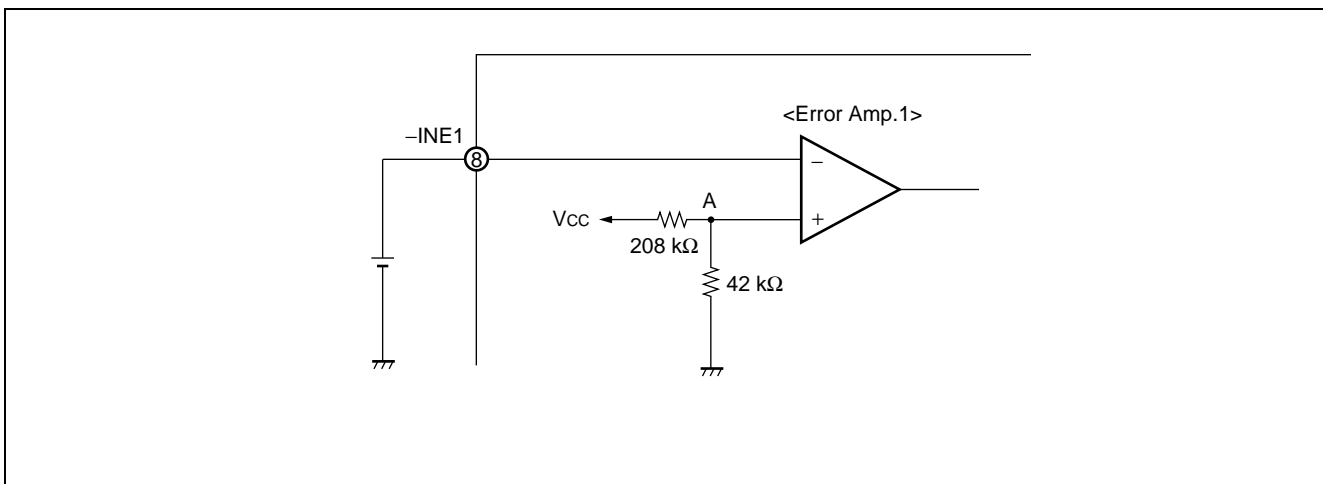 <Error Amp.1>
−INE1
8
−
A
VCC
+
208 kΩ
42 kΩ